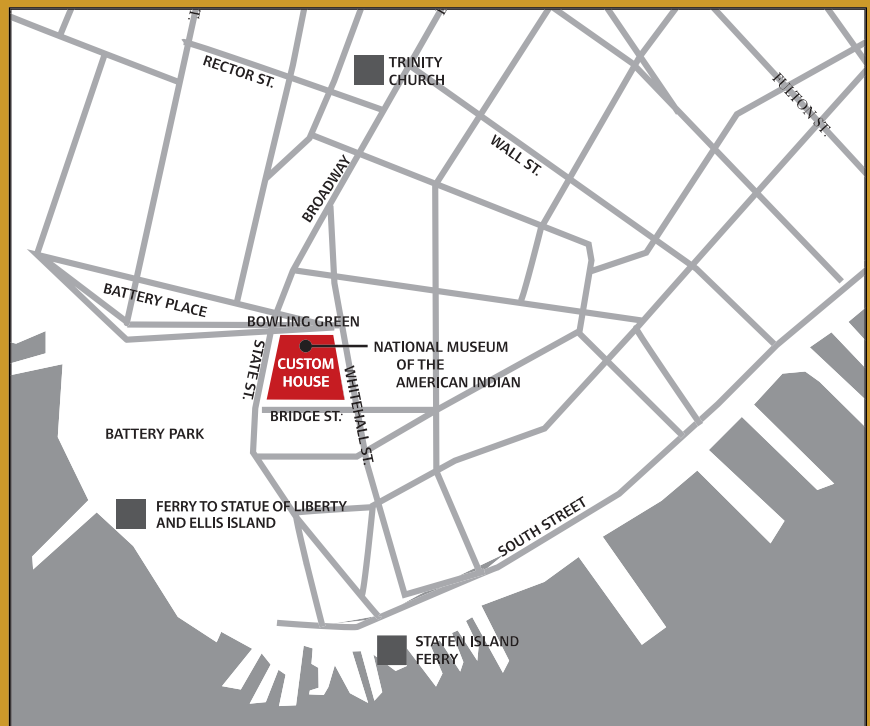 RECTOR ST.
TRINITY
CHURCH
FULTON ST.
WALL ST.
BROADWAY
BATTERY PLACE
BOWLING GREEN
STATE ST.
CUSTOM
HOUSE
NATIONAL MUSEUM
OF THE
AMERICAN INDIAN
WHITEHALL ST.
BRIDGE ST.
BATTERY PARK
FERRY TO STATUE OF LIBERTY
AND ELLIS ISLAND
SOUTH STREET
STATEN ISLAND
FERRY